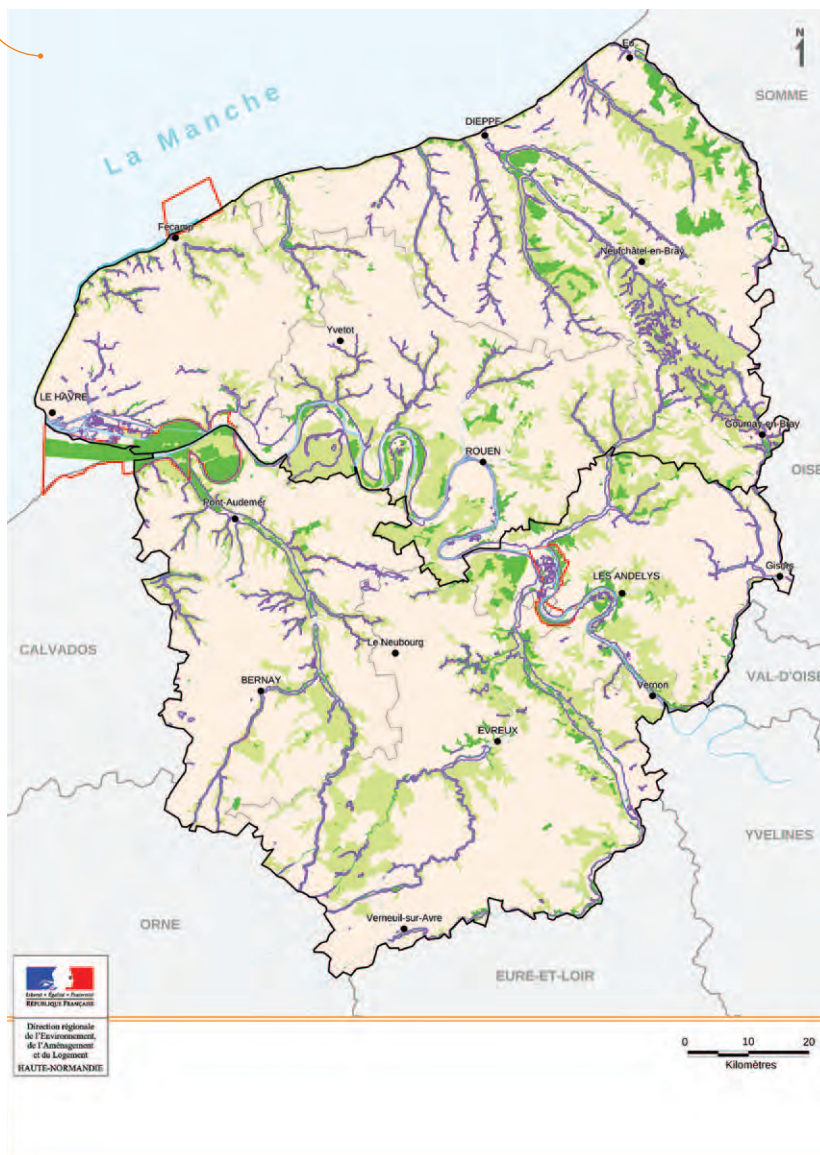 N
1
SOMME
Eu
DIEPPE
La Manche
Fécamp
Neufchâtel-en-Bray
Yvetot
LE HAVRE
Gournay-en-Bray
ROUEN
OISE
Pont-Audemer
Gisors
LES ANDELYS
CALVADOS
Le Neubourg
VAL-D'OISE
BERNAY
Vernon
EVREUX
YVELINES
ORNE
Verneuil-sur-Avre
EURE-ET-LOIR
Liberté • Égalité • Fraternité
RÉPUBLIQUE FRANÇAISE
Direction régionale
de l'Environnement,
de l'Aménagement
et du Logement
HAUTE-NORMANDIE
0 10 20
Kilomètres